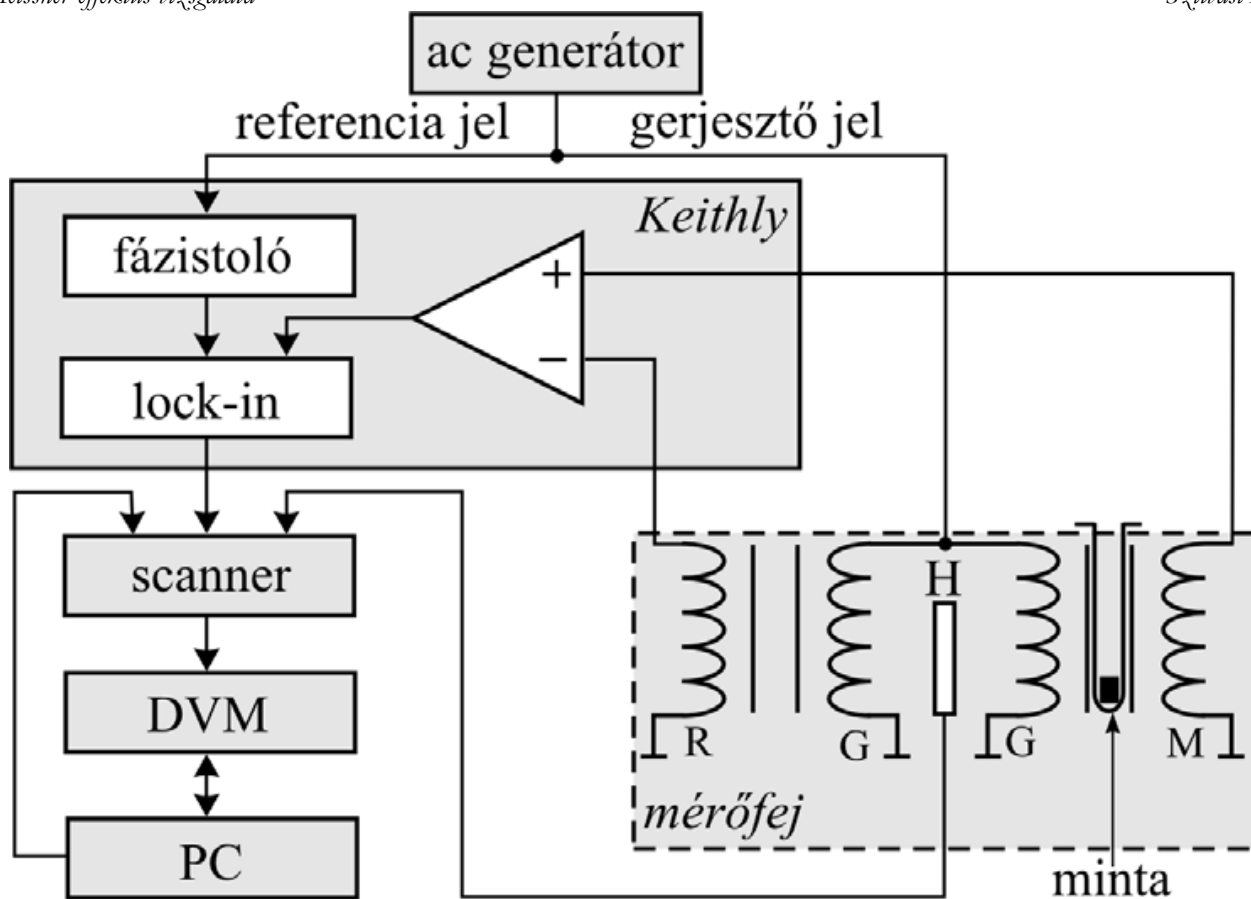 ac generátor
referencia jel
gerjesztő jel
Keithly
fázistoló
+
−
lock-in
scanner
H
DVM
R
G
G
M
mérőfej
PC
minta